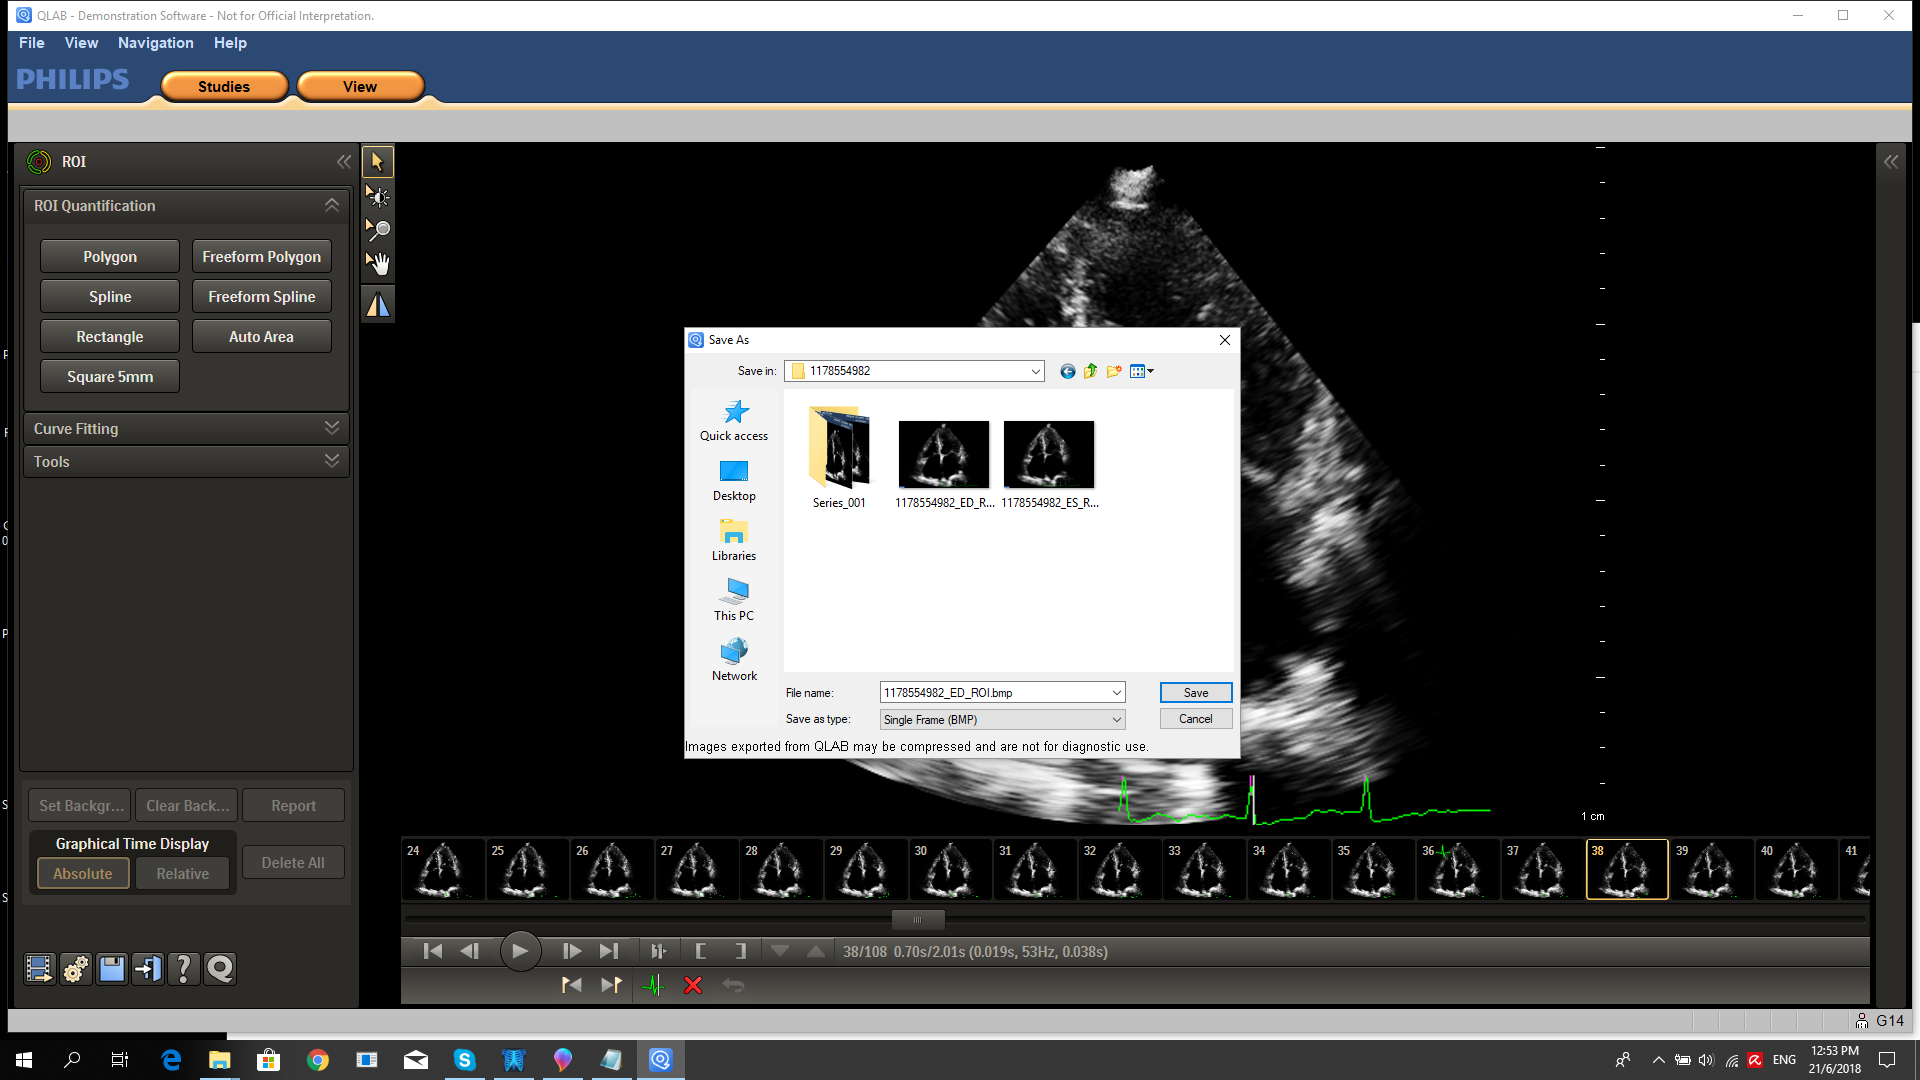 QLAB - Demonstration Software - Not for Official Interpretation.
File View Navigation Help
PHILIPS Studies View
ROI
ROI Quantification
Polygon Freeform Polygon
Spline Freeform Spline
Rectangle Auto Area
Square 5mm
Curve Fitting
Tools
Set Backgr... Clear Back... Report
Graphical Time Display
Absolute Relative Delete All
Save As
Save in: 1178554982
Quick access
Desktop
Libraries
This PC
Network
Series_001 1178554982_ED_R... 1178554982_ES_R...
File name: 1178554982_ED_ROI.bmp Save
Save as type: Single Frame (BMP) Cancel
Images exported from QLAB may be compressed and are not for diagnostic use.
1 cm
24 25 26 27 28 29 30 31 32 33 34 35 36 37 38 39 40 41
38/108 0.70s/2.01s (0.019s, 53Hz, 0.038s)
G14
ENG
12:53 PM
21/6/2018